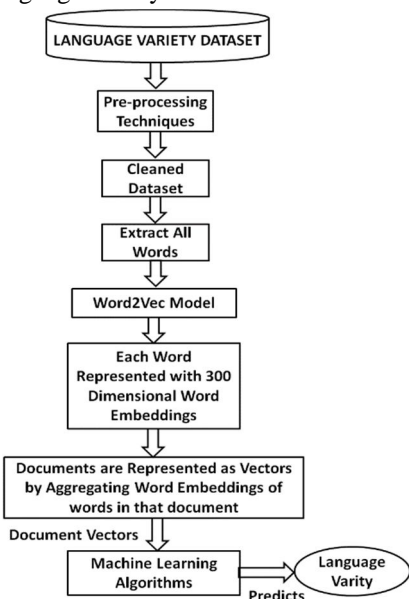 LANGUAGE VARIETY DATASET
Pre-processing
Techniques
Cleaned
Dataset
Extract All
Words
Word2Vec Model
Each Word
Represented with 300
Dimensional Word
Embeddings
Documents are Represented as Vectors
by Aggregating Word Embeddings of
words in that document
Document Vectors
Machine Learning
Algorithms
Predicts
Language
Varity